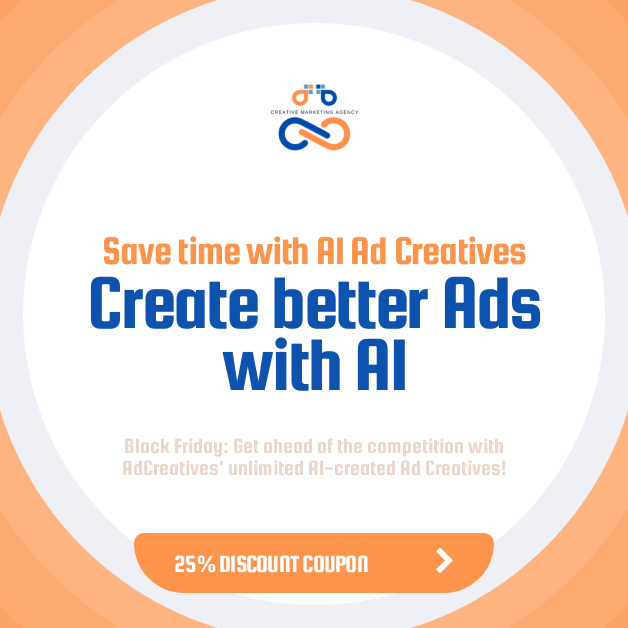 CREATIVE MARKETING AGENCY
Save time with AI Ad Creatives
Create better Ads
with AI
Black Friday: Get ahead of the competition with
AdCreatives' unlimited AI-created Ad Creatives!
25% DISCOUNT COUPON